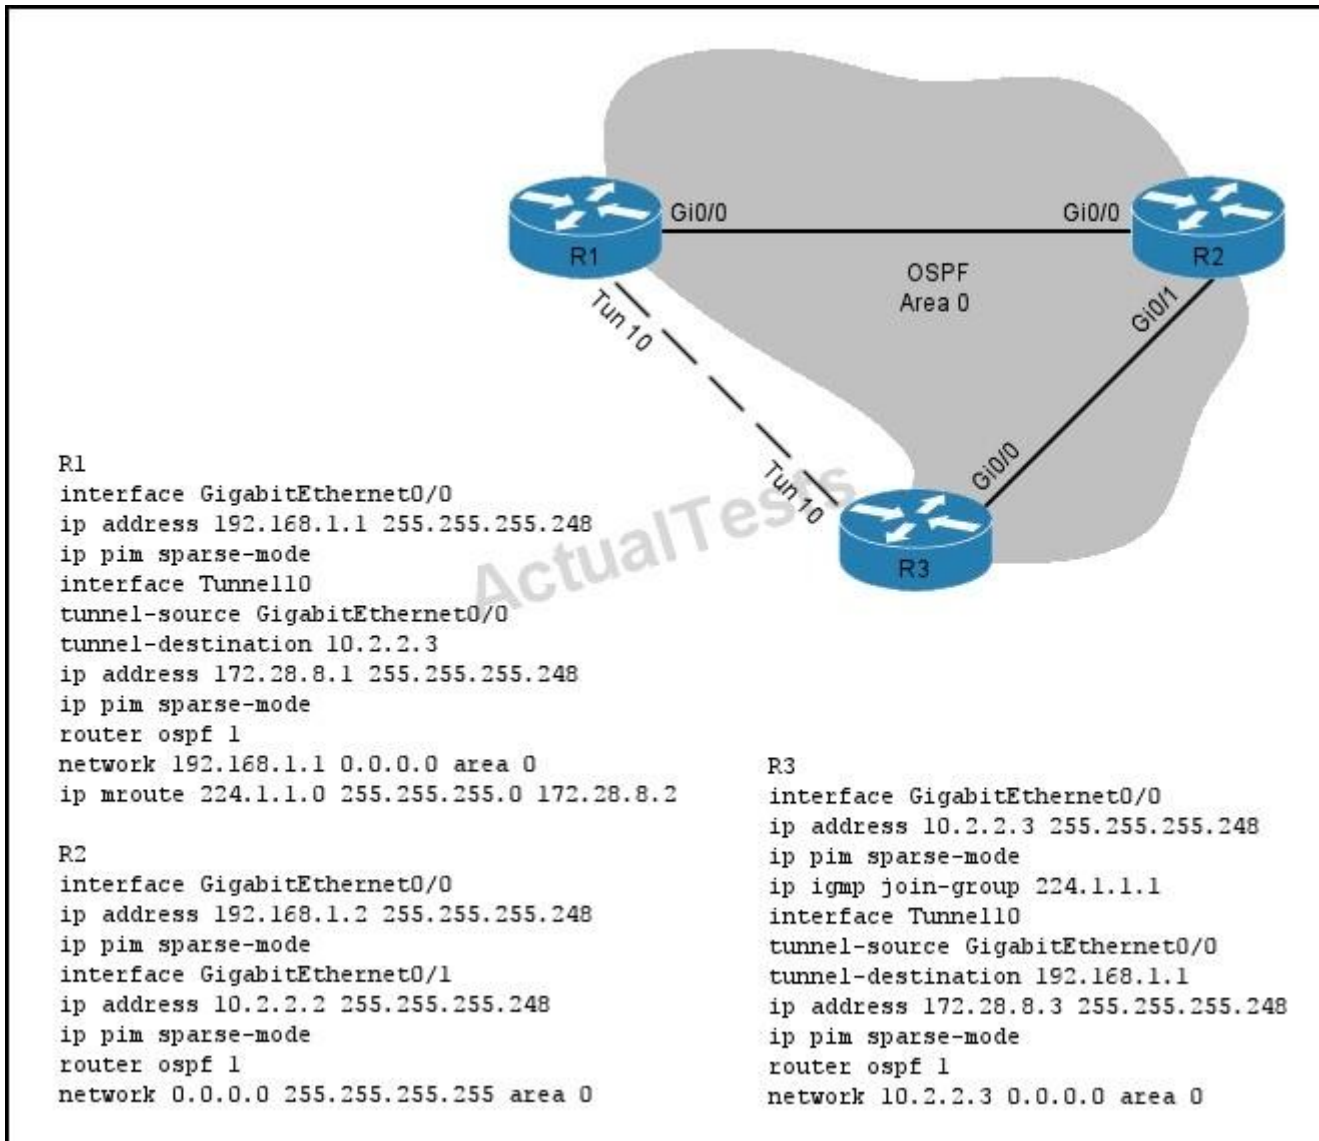 Gi0/0
Gi0/0
R1
R2
OSPF
Area 0
Gi0/1
Tun 10
Gi0/0
Tun 10
R3
ActualTests
R1
interface GigabitEthernet0/0
ip address 192.168.1.1 255.255.255.248
ip pim sparse-mode
interface Tunnel10
tunnel-source GigabitEthernet0/0
tunnel-destination 10.2.2.3
ip address 172.28.8.1 255.255.255.248
ip pim sparse-mode
router ospf 1
network 192.168.1.1 0.0.0.0 area 0
ip mroute 224.1.1.0 255.255.255.0 172.28.8.2
R2
interface GigabitEthernet0/0
ip address 192.168.1.2 255.255.255.248
ip pim sparse-mode
interface GigabitEthernet0/1
ip address 10.2.2.2 255.255.255.248
ip pim sparse-mode
router ospf 1
network 0.0.0.0 255.255.255.255 area 0
R3
interface GigabitEthernet0/0
ip address 10.2.2.3 255.255.255.248
ip pim sparse-mode
ip igmp join-group 224.1.1.1
interface Tunnel10
tunnel-source GigabitEthernet0/0
tunnel-destination 192.168.1.1
ip address 172.28.8.3 255.255.255.248
ip pim sparse-mode
router ospf 1
network 10.2.2.3 0.0.0.0 area 0